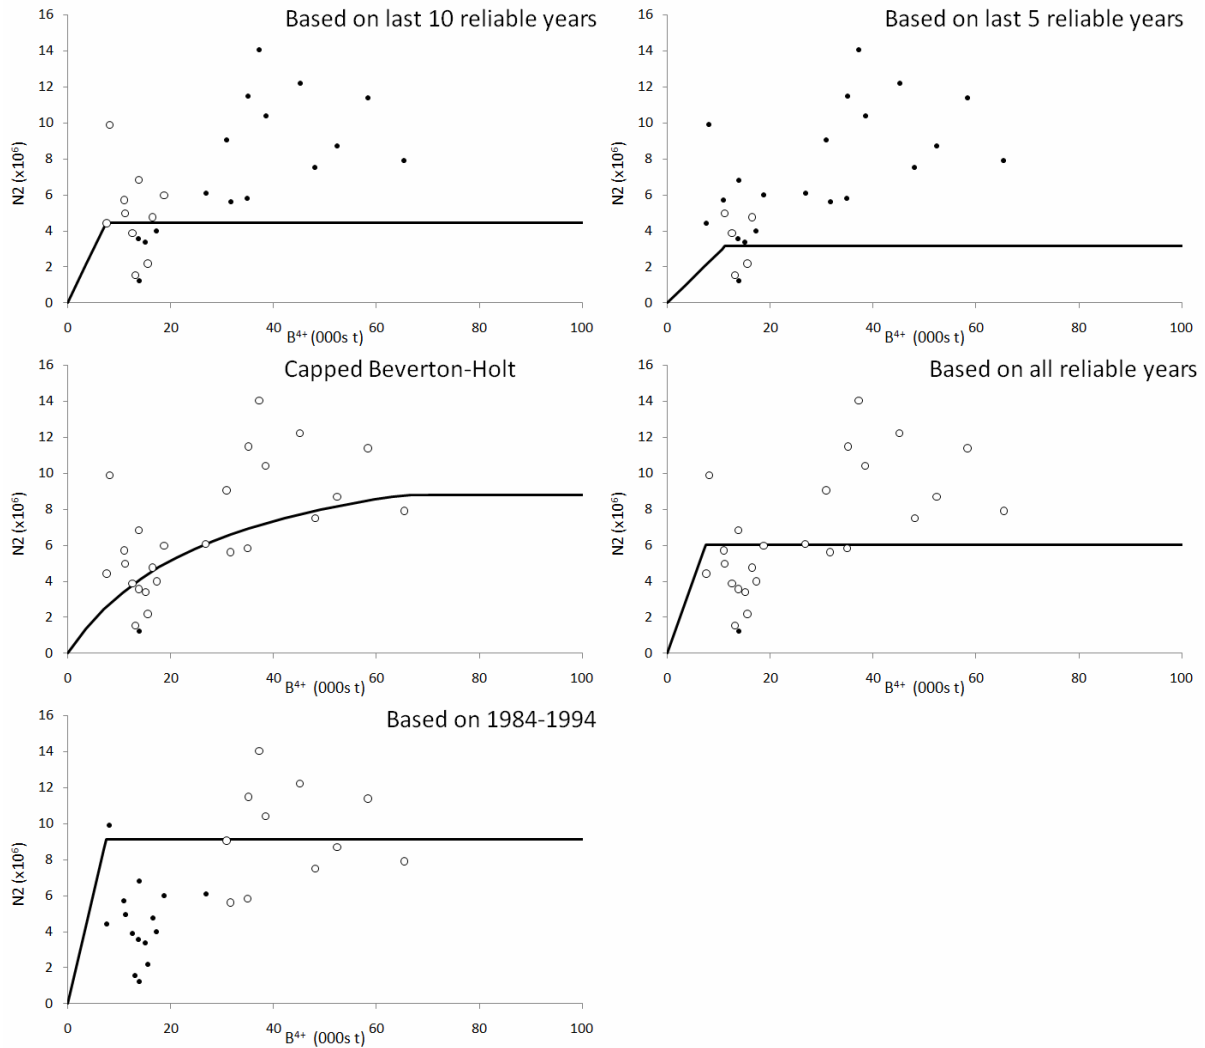 Based on last 10 reliable years
16
14
12
10
8
6
4
2
0
N2 (x10⁶)
0 20 40 60 80 100
B⁴⁺ (000s t)
Based on last 5 reliable years
16
14
12
10
8
6
4
2
0
N2 (x10⁶)
0 20 40 60 80 100
B⁴⁺ (000s t)
Capped Beverton-Holt
16
14
12
10
8
6
4
2
0
N2 (x10⁶)
0 20 40 60 80 100
B⁴⁺ (000s t)
Based on all reliable years
16
14
12
10
8
6
4
2
0
N2 (x10⁶)
0 20 40 60 80 100
B⁴⁺ (000s t)
Based on 1984-1994
16
14
12
10
8
6
4
2
0
N2 (x10⁶)
0 20 40 60 80 100
B⁴⁺ (000s t)